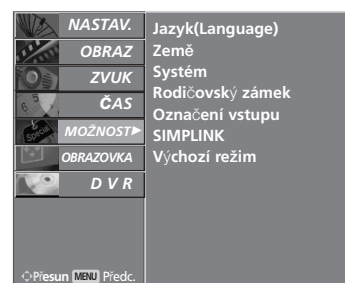 NASTAV.
OBRAZ
ZVUK
ČAS
MOŽNOST
OBRAZOVKA
D V R
Přesun MENU Předc.
Jazyk(Language)
Země
Systém
Rodičovský zámek
Označení vstupu
SIMPLINK
Výchozí režim